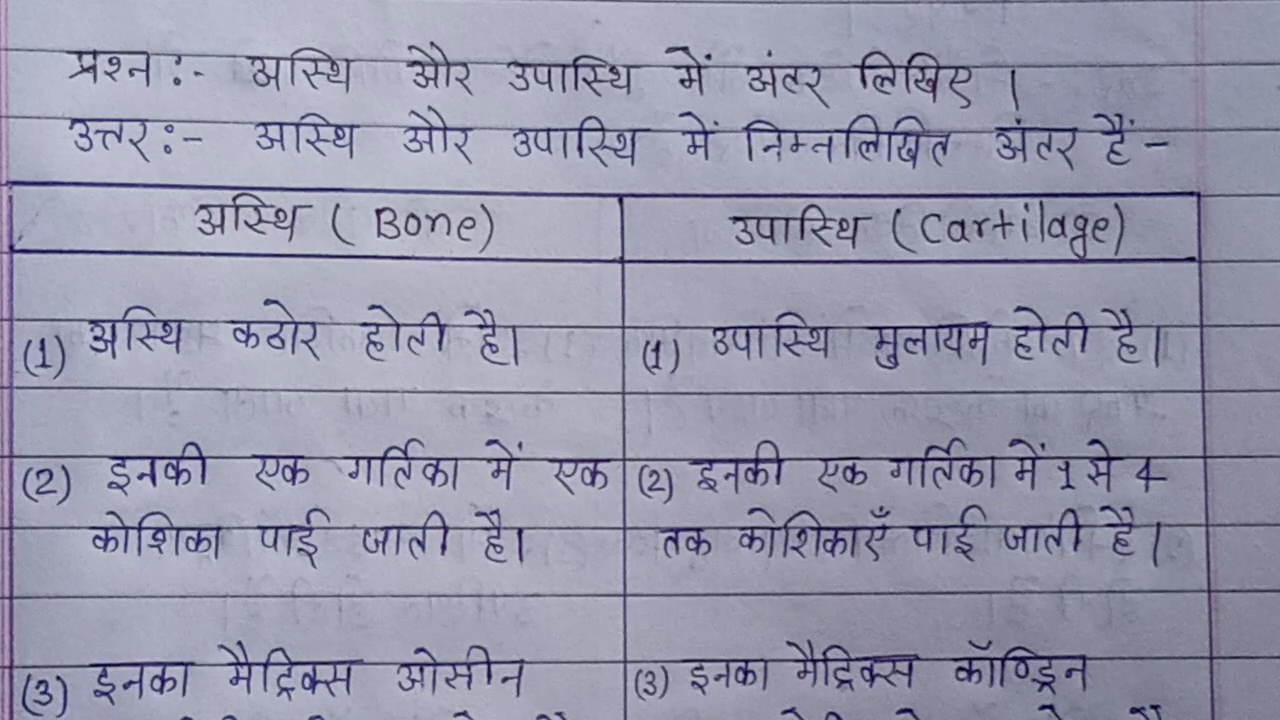 प्रश्न :- अस्थि और उपास्थि में अंतर लिखिए ।
उत्तर :- अस्थि और उपास्थि में निम्नलिखित अंतर हैं -
अस्थि ( Bone)
उपास्थि (Cartilage)
(1) अस्थि कठोर होती है।
(1) उपास्थि मुलायम होती है।
(2) इनकी एक गर्तिका में एक
कोशिका पाई जाती है।
(2) इनकी एक गर्तिका में 1 से 4
तक कोशिकाएँ पाई जाती है।
(3) इनका मैट्रिक्स ओसीन
(3) इनका मैट्रिक्स कॉण्ड्रिन